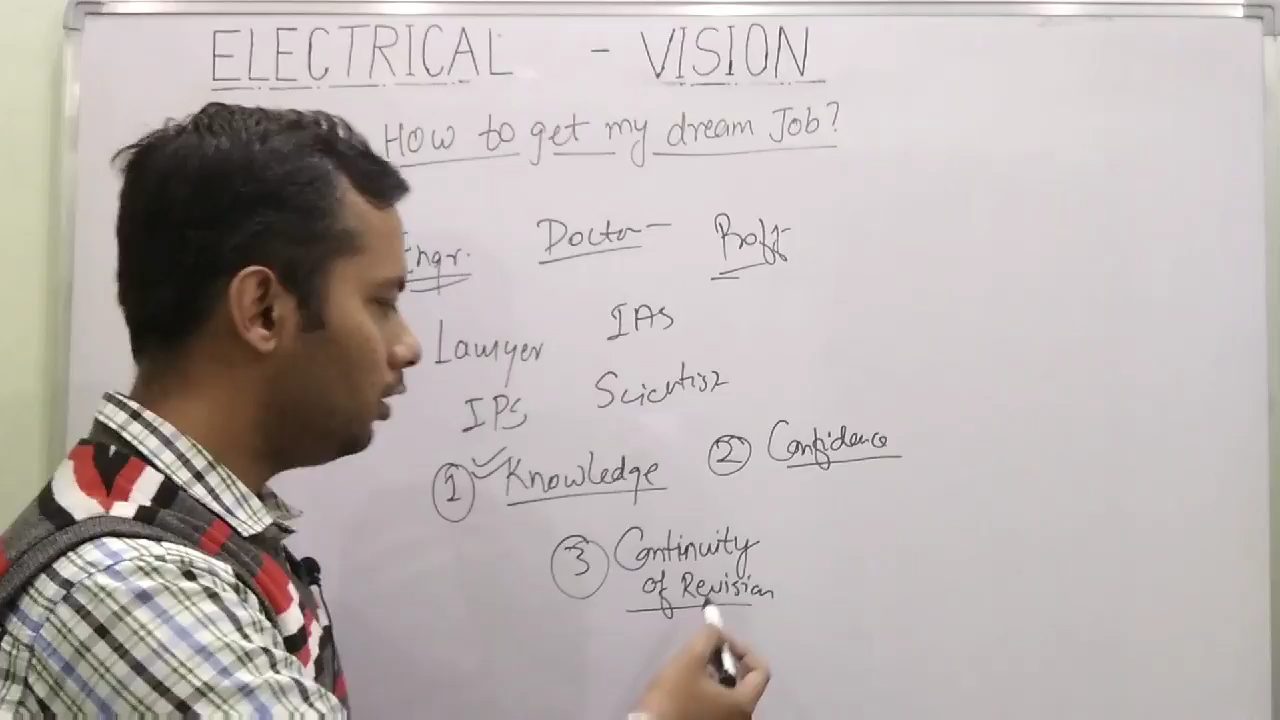 ELECTRICAL - VISION
How to get my dream Job?
Engr. Doctor Proff
Lawyer IAS
IPS Scientist
① Knowledge ② Confidence
③ Continuity
of Revision